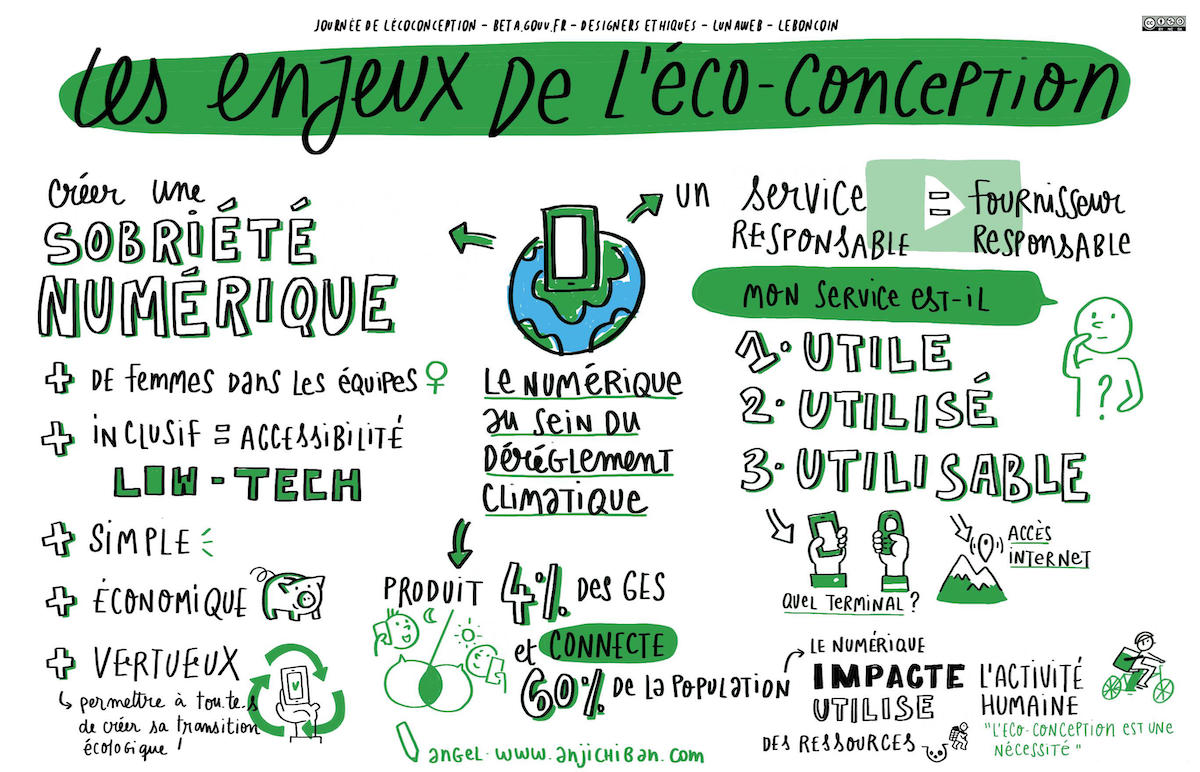 JOURNÉE DE L'ÉCOCONCEPTION - BETA.GOUV.FR - DESIGNERS ETHIQUES - LUNAWEB - LEBONCOIN
Les enjeux de l'éco-conception
créer une
SOBRIÉTÉ
NUMÉRIQUE
+ DE femmes dans les équipes ♀
+ INCLUSIF = ACCESSIBILITÉ
LOW-TECH
+ SIMPLE
+ ÉCONOMIQUE
+ VERTUEUX
↳ permettre à tou.te.s
de créer sa transition
écologique !
LE NUMÉRIQUE
au sein du
Déréglement
climatique
PRODUIT 4% Des GES
et CONNECTE
60% de la population
angel-www.anjichiban.com
un service = fournisseur
RESPONSABLE RESPONSABLE
mon service est-il
1. UTILE
2. UTILISÉ
3. UTILISABLE
?
QUEL TERMINAL ?
ACCÈS
INTERNET
LE NUMÉRIQUE
IMPACTE L'ACTIVITÉ
UTILISE HUMAINE
DES RESSOURCES
"L'ECO-CONCEPTION EST UNE
NÉCESSITÉ"